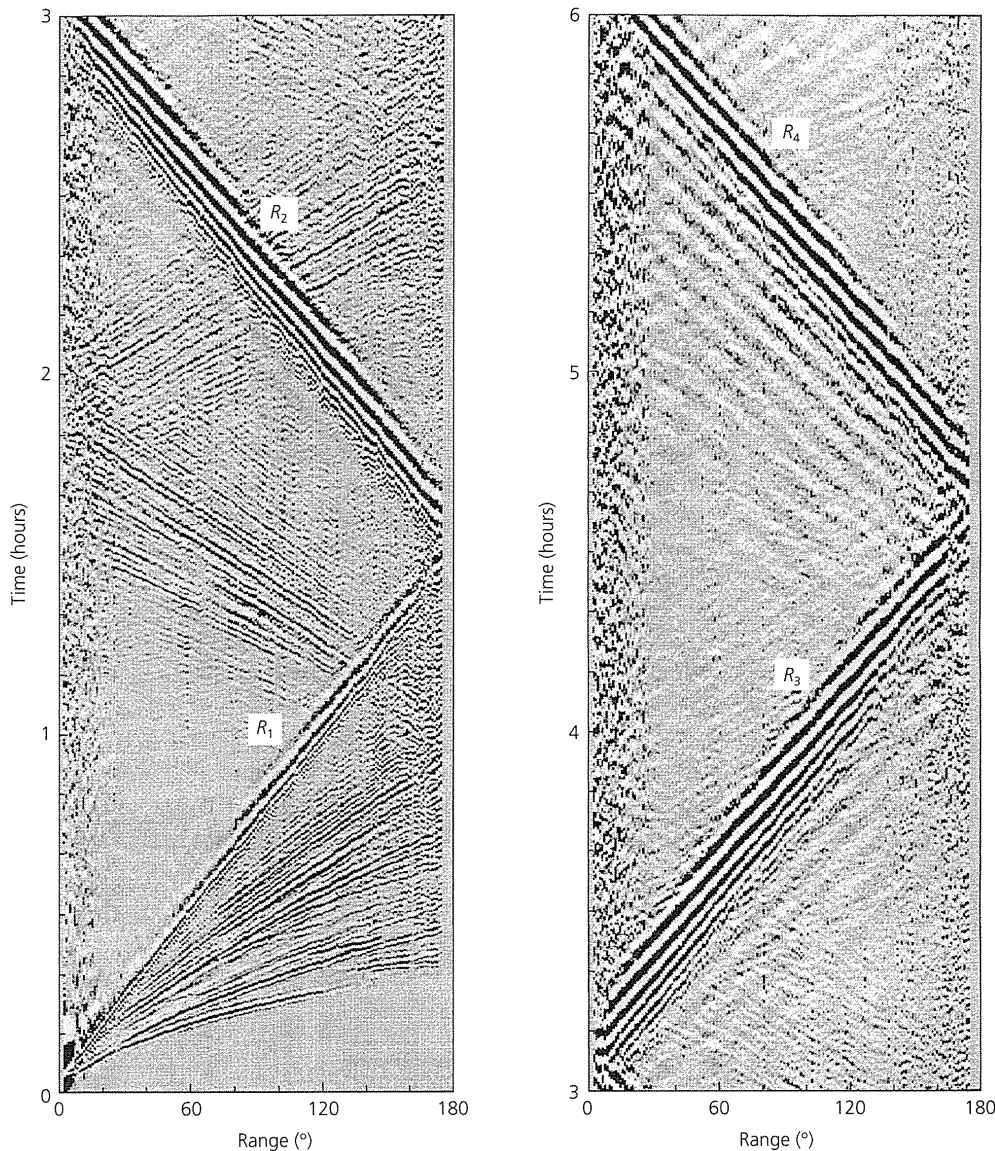 3
2
1
0
Time (hours)
R₂
R₁
0 60 120 180
Range (°)
6
5
4
3
Time (hours)
R₄
R₃
0 60 120 180
Range (°)